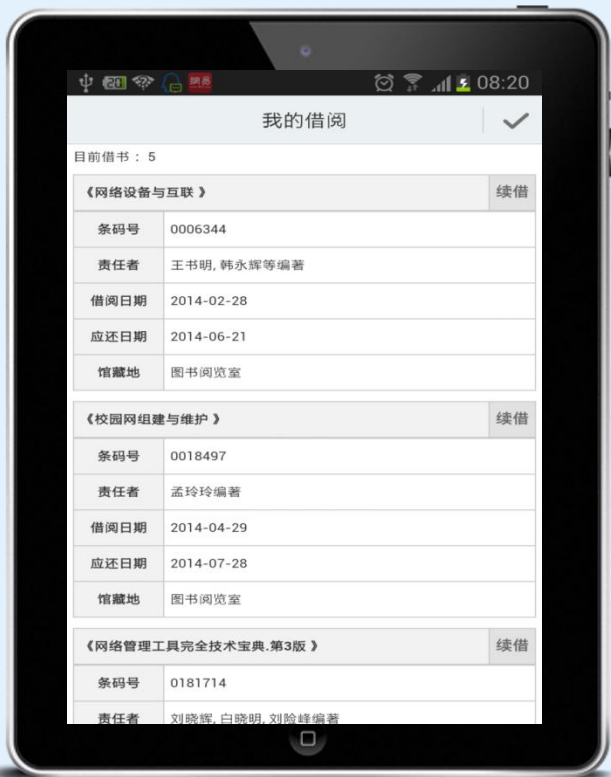 08:20
我的借阅
目前借书： 5
《网络设备与互联 》 续借
条码号 0006344
责任者 王书明, 韩永辉等编著
借阅日期 2014-02-28
应还日期 2014-06-21
馆藏地 图书阅览室
《校园网组建与维护 》 续借
条码号 0018497
责任者 孟玲玲编著
借阅日期 2014-04-29
应还日期 2014-07-28
馆藏地 图书阅览室
《网络管理工具完全技术宝典.第3版 》 续借
条码号 0181714
责任者 刘晓辉, 白晓明, 刘险峰编著